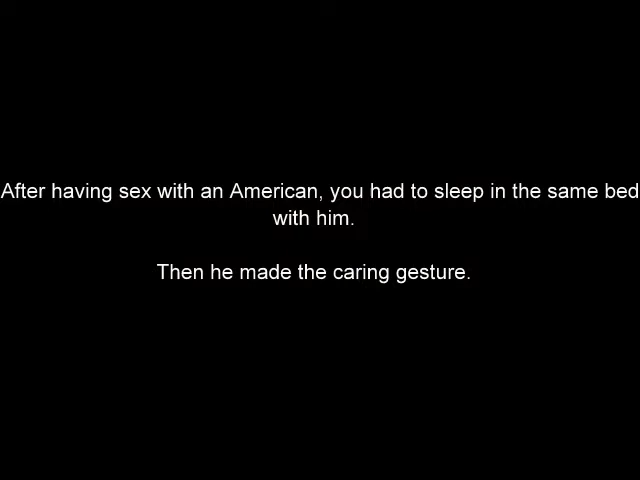 After having sex with an American, you had to sleep in the same bed
with him.
Then he made the caring gesture.